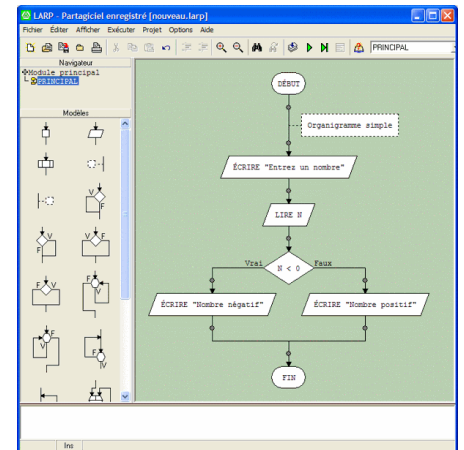 LARP - Partagiciel enregistré [nouveau.larp]
Fichier Editer Afficher Exécuter Projet Options Aide
PRINCIPAL
Navigateur
Module principal
PRINCIPAL
Modèles
V
F
V
F
V F
F V
F
V
F
V
F
V
DÉBUT
Organigramme simple
ÉCRIRE "Entrez un nombre"
LIRE N
Vrai N < 0 Faux
ÉCRIRE "Nombre négatif" ÉCRIRE "Nombre positif"
FIN
Ins